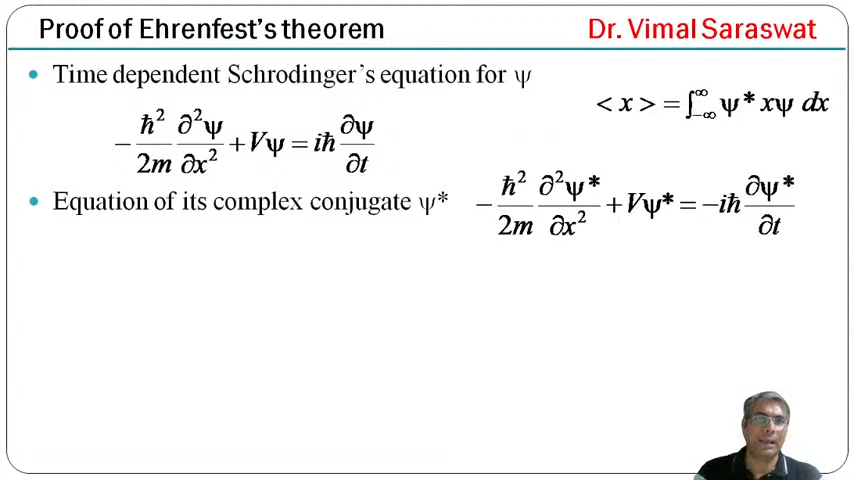 Proof of Ehrenfest's theorem Dr. Vimal Saraswat
• Time dependent Schrodinger's equation for ψ
< x > = ∫_{-∞}^{∞} ψ* xψ dx
-ħ²/2m ∂²ψ/∂x² + Vψ = iħ ∂ψ/∂t
• Equation of its complex conjugate ψ*
-ħ²/2m ∂²ψ*/∂x² + Vψ* = -iħ ∂ψ*/∂t